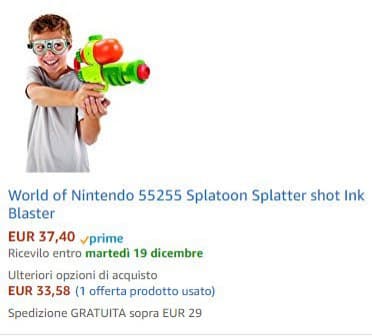 World of Nintendo 55255 Splatoon Splatter shot Ink
Blaster
EUR 37,40 prime
Ricevilo entro martedì 19 dicembre
Ulteriori opzioni di acquisto
EUR 33,58 (1 offerta prodotto usato)
Spedizione GRATUITA sopra EUR 29